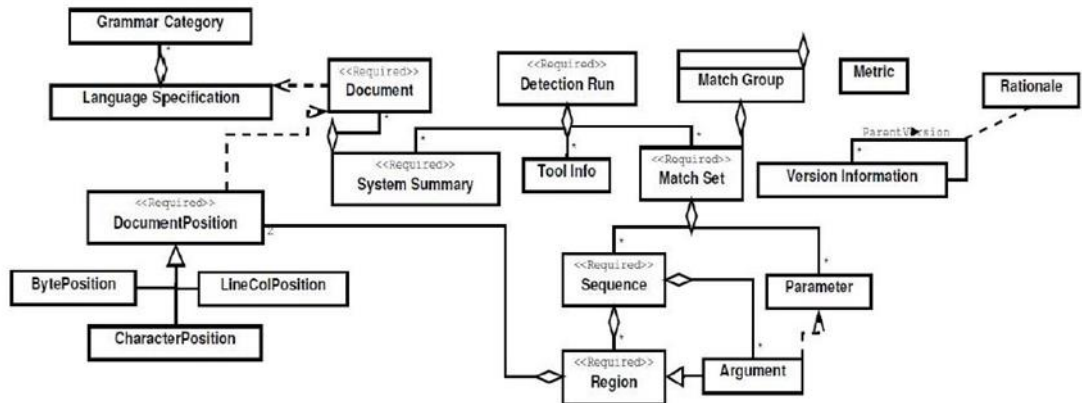 Grammar Category
*
Language Specification
<<Required>>
Document
*
<<Required>>
Detection Run
Match Group
*
Metric
Rationale
ParentVersion
*
Version Information
*
<<Required>>
System Summary
*
Tool Info
*
<<Required>>
Match Set
<<Required>>
DocumentPosition
2
BytePosition
LineColPosition
CharacterPosition
*
<<Required>>
Sequence
*
Parameter
*
<<Required>>
Region
*
Argument